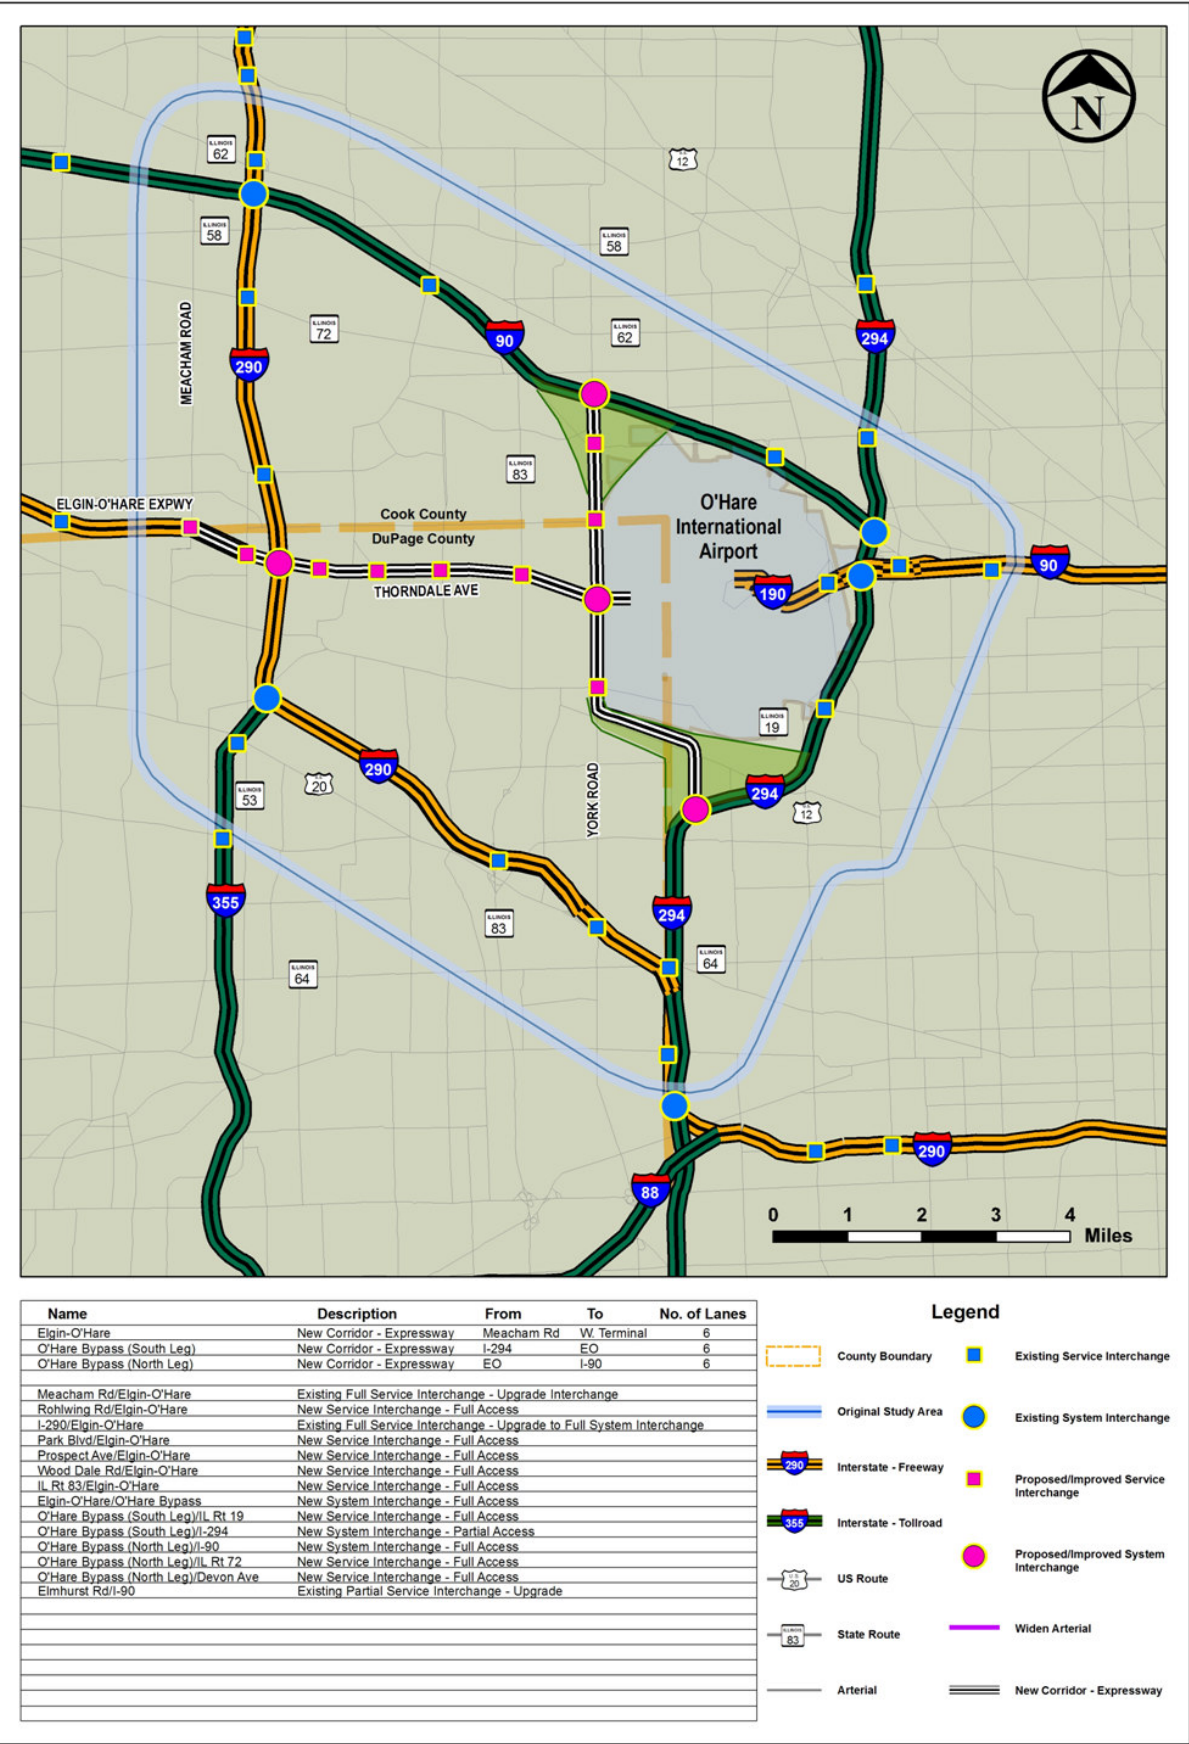 N
ILLINOIS
62
U.S.
12
ILLINOIS
58
ILLINOIS
58
MEACHAM ROAD
ILLINOIS
72
ILLINOIS
62
90
294
290
ILLINOIS
83
ELGIN-O'HARE EXPWY
Cook County
DuPage County
O'Hare
International
Airport
THORNDALE AVE
190
90
ILLINOIS
19
290
20
ILLINOIS
53
YORK ROAD
294
U.S.
12
355
294
ILLINOIS
83
ILLINOIS
64
ILLINOIS
64
290
88
0 1 2 3 4
Miles
Name Description From To No. of Lanes
Elgin-O'Hare New Corridor - Expressway Meacham Rd W. Terminal 6
O'Hare Bypass (South Leg) New Corridor - Expressway I-294 EO 6
O'Hare Bypass (North Leg) New Corridor - Expressway EO I-90 6
Meacham Rd/Elgin-O'Hare Existing Full Service Interchange - Upgrade Interchange
Rohlwing Rd/Elgin-O'Hare New Service Interchange - Full Access
I-290/Elgin-O'Hare Existing Full Service Interchange - Upgrade to Full System Interchange
Park Blvd/Elgin-O'Hare New Service Interchange - Full Access
Prospect Ave/Elgin-O'Hare New Service Interchange - Full Access
Wood Dale Rd/Elgin-O'Hare New Service Interchange - Full Access
IL Rt 83/Elgin-O'Hare New Service Interchange - Full Access
Elgin-O'Hare/O'Hare Bypass New System Interchange - Full Access
O'Hare Bypass (South Leg)/IL Rt 19 New Service Interchange - Full Access
O'Hare Bypass (South Leg)/I-294 New System Interchange - Partial Access
O'Hare Bypass (North Leg)/I-90 New System Interchange - Full Access
O'Hare Bypass (North Leg)/IL Rt 72 New Service Interchange - Full Access
O'Hare Bypass (North Leg)/Devon Ave New Service Interchange - Full Access
Elmhurst Rd/I-90 Existing Partial Service Interchange - Upgrade
Legend
County Boundary
Existing Service Interchange
Original Study Area
Existing System Interchange
290
Interstate - Freeway
Proposed/Improved Service
Interchange
355
Interstate - Tollroad
Proposed/Improved System
Interchange
U.S.
20
US Route
ILLINOIS
83
State Route
Widen Arterial
Arterial
New Corridor - Expressway